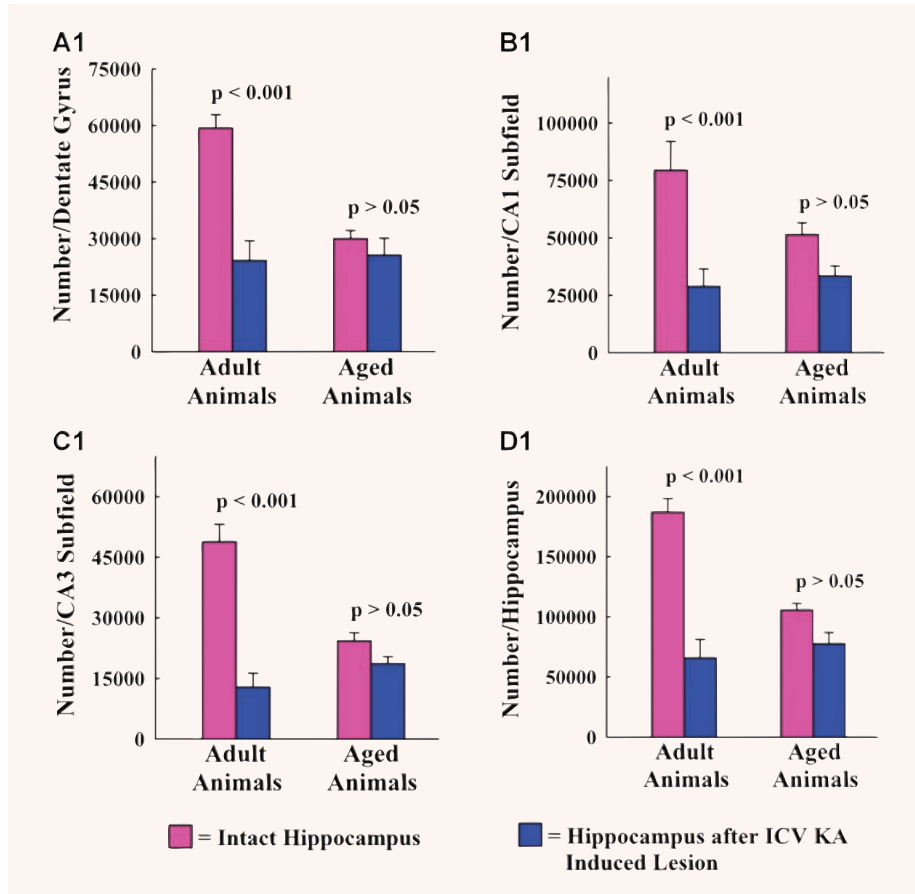 A1
Number/Dentate Gyrus
75000
60000
45000
30000
15000
0
p < 0.001
p > 0.05
Adult
Animals
Aged
Animals
B1
Number/CA1 Subfield
100000
75000
50000
25000
0
p < 0.001
p > 0.05
Adult
Animals
Aged
Animals
C1
Number/CA3 Subfield
60000
45000
30000
15000
0
p < 0.001
p > 0.05
Adult
Animals
Aged
Animals
D1
Number/Hippocampus
200000
150000
100000
50000
0
p < 0.001
p > 0.05
Adult
Animals
Aged
Animals
= Intact Hippocampus
= Hippocampus after ICV KA
Induced Lesion